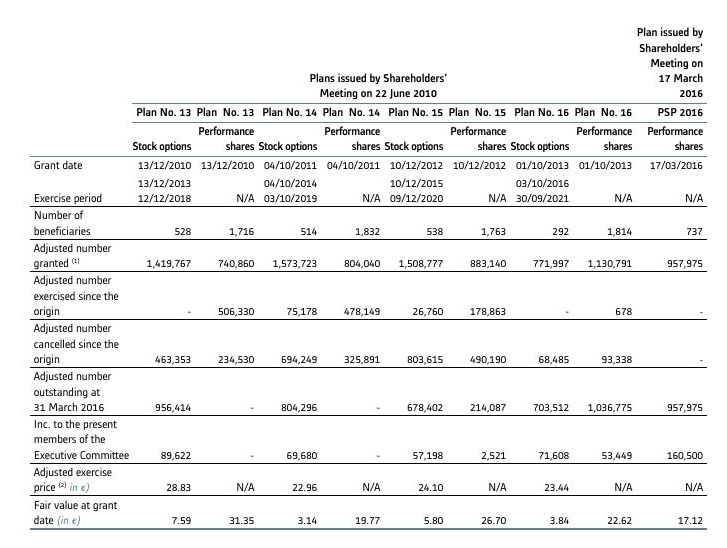 Plan issued by
Shareholders'
Meeting on
17 March
2016
Plans issued by Shareholders'
Meeting on 22 June 2010
Plan No. 13 Plan No. 13 Plan No. 14 Plan No. 14 Plan No. 15 Plan No. 15 Plan No. 16 Plan No. 16 PSP 2016
Performance Performance Performance Performance Performance
Stock options shares Stock options shares Stock options shares Stock options shares shares
Grant date 13/12/2010 13/12/2010 04/10/2011 04/10/2011 10/12/2012 10/12/2012 01/10/2013 01/10/2013 17/03/2016
13/12/2013 04/10/2014 10/12/2015 03/10/2016
Exercise period 12/12/2018 N/A 03/10/2019 N/A 09/12/2020 N/A 30/09/2021 N/A N/A
Number of
beneficiaries 528 1,716 514 1,832 538 1,763 292 1,814 737
Adjusted number
granted (1) 1,419,767 740,860 1,573,723 804,040 1,508,777 883,140 771,997 1,130,791 957,975
Adjusted number
exercised since the
origin - 506,330 75,178 478,149 26,760 178,863 - 678 -
Adjusted number
cancelled since the
origin 463,353 234,530 694,249 325,891 803,615 490,190 68,485 93,338 -
Adjusted number
outstanding at
31 March 2016 956,414 - 804,296 - 678,402 214,087 703,512 1,036,775 957,975
Inc. to the present
members of the
Executive Committee 89,622 - 69,680 - 57,198 2,521 71,608 53,449 160,500
Adjusted exercise
price (2) in €) 28.83 N/A 22.96 N/A 24.10 N/A 23.44 N/A N/A
Fair value at grant
date (in €) 7.59 31.35 3.14 19.77 5.80 26.70 3.84 22.62 17.12